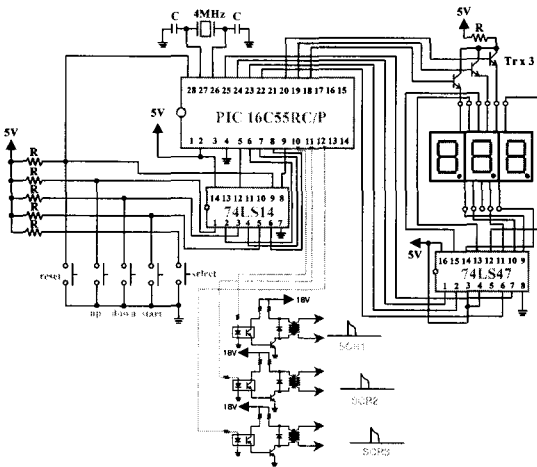 C 4MHz C
5V
R
Tr x 3
28 27 26 25 24 23 22 21 20 19 18 17 16 15
PIC 16C55RC/P
1 2 3 4 5 6 7 8 9 10 11 12 13 14
5V
5V
R
R
R
R
R
14 13 12 11 10 9 8
74LS14
1 2 3 4 5 6 7
16 15 14 13 12 11 10 9
74LS47
1 2 3 4 5 6 7 8
5V
reset
up
down
start
select
18V
SCR1
18V
SCR2
18V
SCR3